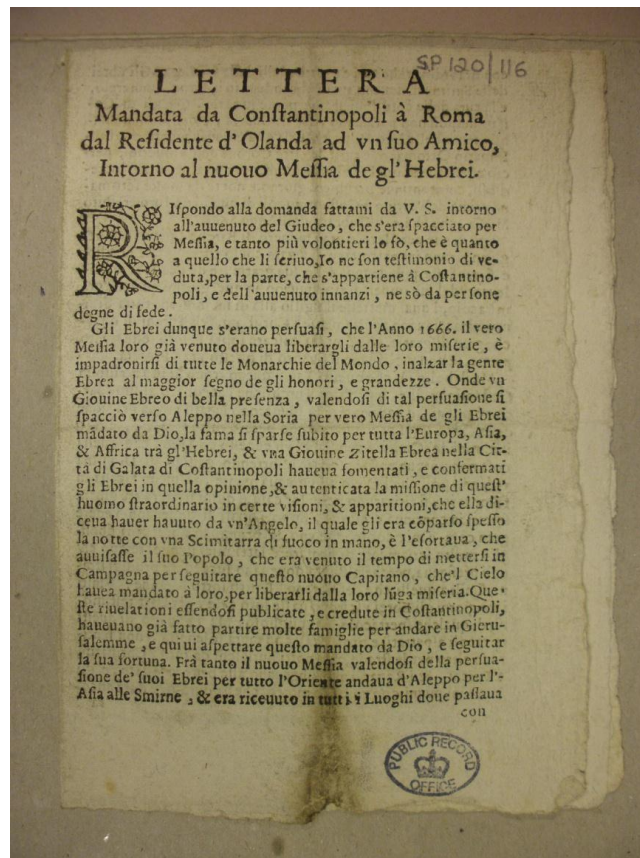 SP 120/116
LETTERA
Mandata da Conſtantinopoli à Roma
dal Reſidente d' Olanda ad vn ſuo Amico,
Intorno al nuouo Meſſia de gl' Hebrei.
RIſpondo alla domanda fattami da V. S. intorno
all'auuenuto del Giudeo, che s'era ſpacciato per
Meſſia, e tanto più volontieri lo fò, che è quanto
a quello che li ſcriuo, Io ne ſon teſtimonio di ve-
duta, per la parte, che s'appartiene à Coſtantino-
poli, e dell'auuenuto innanzi, ne sò da perſone
degne di fede.
Gli Ebrei dunque s'erano perſuaſi, che l'Anno 1666. il vero
Meſſia loro già venuto doueua liberargli dalle loro miſerie, è
impadronirſi di tutte le Monarchie del Mondo, inalzar la gente
Ebrea al maggior ſegno de gli honori, e grandezze. Onde vn
Giouine Ebreo di bella preſenza, valendoſi di tal perſuaſione ſi
ſpacciò verſo Aleppo nella Soria per vero Meſſia de gli Ebrei
mãdato da Dio, la fama ſi ſparſe ſubito per tutta l'Europa, Aſia,
& Affrica trà gl'Hebrei, & vna Giouine Zitella Ebrea nella Cit-
tà di Galata di Coſtantinopoli haueua fomentati, e confermati
gli Ebrei in quella opinione, & autenticata la miſſione di queſt'
huomo ſtraordinario in certe viſioni, & apparitioni, che ella di-
ceua hauer hauuto da vn'Angelo, il quale gli era cõparſo ſpeſſo
la notte con vna Scimitarra di fuoco in mano, è l'eſortaua, che
auuiſaſſe il ſuo Popolo, che era venuto il tempo di metterſi in
Campagna per ſeguitare queſto nuouo Capitano, che'l Cielo
haueа mandato à loro, per liberarli dalla loro lũga miſeria. Que-
ſte riuelationi eſſendoſi publicate, e credute in Coſtantinopoli,
haueuano già fatto partire molte famiglie per andare in Gieru-
ſalemme, e qui ui aſpettare queſto mandato da Dio, e ſeguitar
la ſua fortuna. Frà tanto il nuouo Meſſia valendoſi della perſua-
ſione de' ſuoi Ebrei per tutto l'Oriente andaua d'Aleppo per l'-
Aſia alle Smirne, & era riceuuto in tutti i Luoghi doue paſſaua
con
PUBLIC RECORD
OFFICE